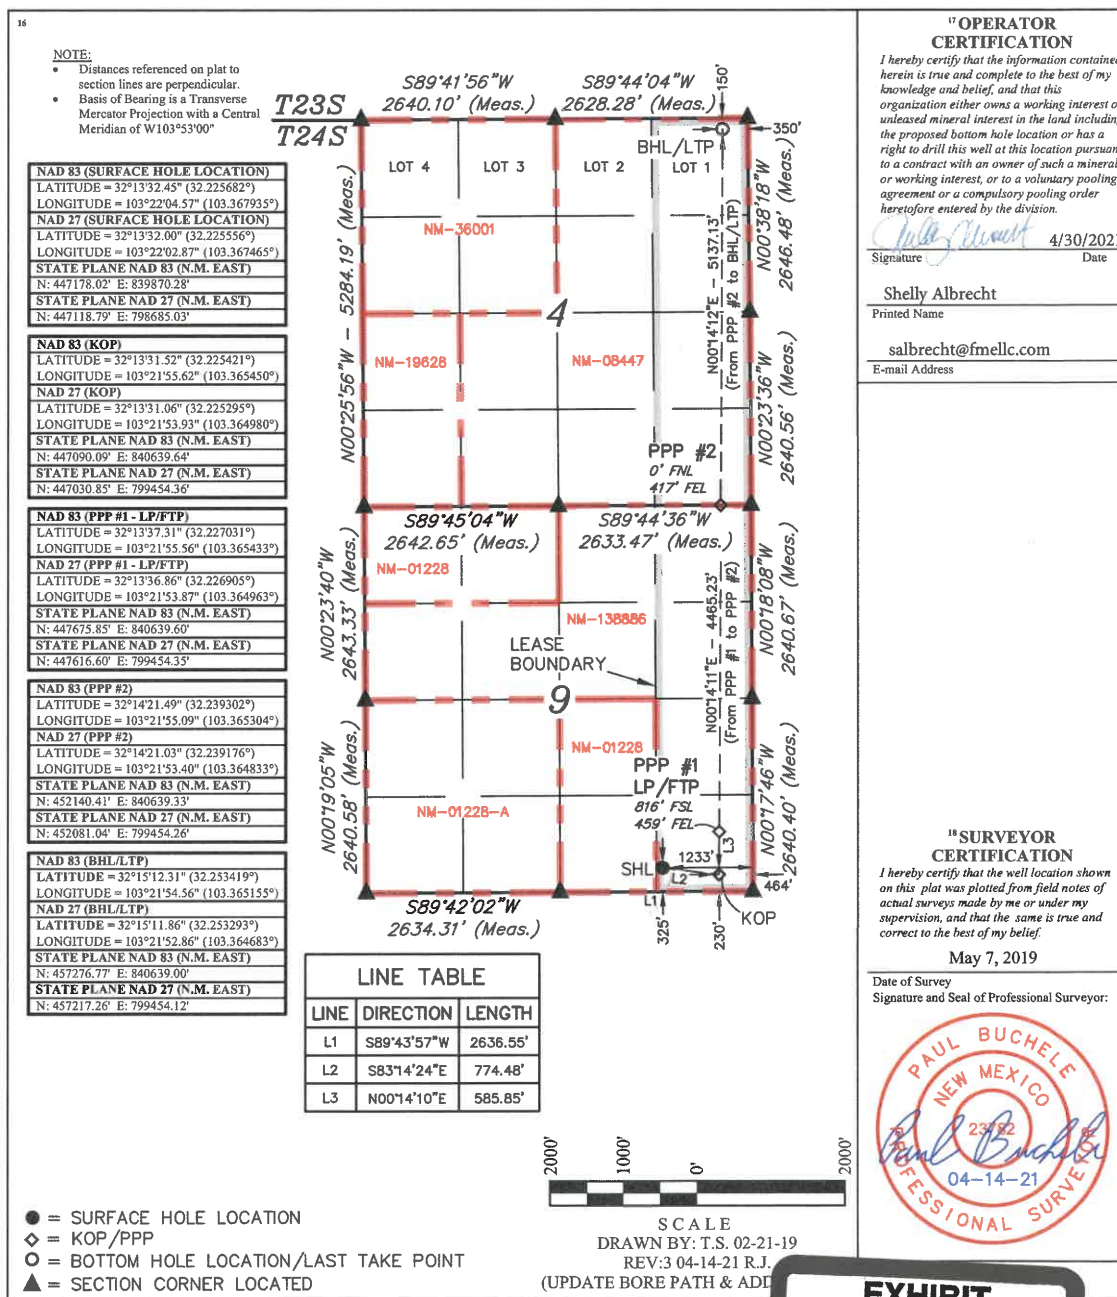 16
NOTE:
• Distances referenced on plat to
section lines are perpendicular.
• Basis of Bearing is a Transverse
Mercator Projection with a Central
Meridian of W103°53'00"
NAD 83 (SURFACE HOLE LOCATION)
LATITUDE = 32°13'32.45" (32.225682°)
LONGITUDE = 103°22'04.57" (103.367935°)
NAD 27 (SURFACE HOLE LOCATION)
LATITUDE = 32°13'32.00" (32.225556°)
LONGITUDE = 103°22'02.87" (103.367465°)
STATE PLANE NAD 83 (N.M. EAST)
N: 447178.02' E: 839870.28'
STATE PLANE NAD 27 (N.M. EAST)
N: 447118.79' E: 798685.03'
NAD 83 (KOP)
LATITUDE = 32°13'31.52" (32.225421°)
LONGITUDE = 103°21'55.62" (103.365450°)
NAD 27 (KOP)
LATITUDE = 32°13'31.06" (32.225295°)
LONGITUDE = 103°21'53.93" (103.364980°)
STATE PLANE NAD 83 (N.M. EAST)
N: 447090.09' E: 840639.64'
STATE PLANE NAD 27 (N.M. EAST)
N: 447030.85' E: 799454.36'
NAD 83 (PPP #1 - LP/FTP)
LATITUDE = 32°13'37.31" (32.227031°)
LONGITUDE = 103°21'55.56" (103.365433°)
NAD 27 (PPP #1 - LP/FTP)
LATITUDE = 32°13'36.86" (32.226905°)
LONGITUDE = 103°21'53.87" (103.364963°)
STATE PLANE NAD 83 (N.M. EAST)
N: 447675.85' E: 840639.60'
STATE PLANE NAD 27 (N.M. EAST)
N: 447616.60' E: 799454.35'
NAD 83 (PPP #2)
LATITUDE = 32°14'21.49" (32.239302°)
LONGITUDE = 103°21'55.09" (103.365304°)
NAD 27 (PPP #2)
LATITUDE = 32°14'21.03" (32.239176°)
LONGITUDE = 103°21'53.40" (103.364833°)
STATE PLANE NAD 83 (N.M. EAST)
N: 452140.41' E: 840639.33'
STATE PLANE NAD 27 (N.M. EAST)
N: 452081.04' E: 799454.26'
NAD 83 (BHL/LTP)
LATITUDE = 32°15'12.31" (32.253419°)
LONGITUDE = 103°21'54.56" (103.365155°)
NAD 27 (BHL/LTP)
LATITUDE = 32°15'11.86" (32.253293°)
LONGITUDE = 103°21'52.86" (103.364683°)
STATE PLANE NAD 83 (N.M. EAST)
N: 457276.77' E: 840639.00'
STATE PLANE NAD 27 (N.M. EAST)
N: 457217.26' E: 799454.12'
T23S
T24S
S89°41'56"W
2640.10' (Meas.)
S89°44'04"W
2628.28' (Meas.)
150'
350'
BHL/LTP
LOT 4
LOT 3
LOT 2
LOT 1
NM-36001
4
NM-19628
NM-08447
N00°25'56"W - 5284.19' (Meas.)
N00°14'12"E - 5137.13'
(From PPP #2 to BHL/LTP)
N00°38'18"W
2646.48' (Meas.)
N00°23'36"W
2640.56' (Meas.)
PPP #2
0' FNL
417' FEL
S89°45'04"W
2642.65' (Meas.)
S89°44'36"W
2633.47' (Meas.)
NM-01228
NM-138886
LEASE
BOUNDARY
9
N00°23'40"W
2643.33' (Meas.)
N00°14'11"E - 4465.23'
(From PPP #1 to PPP #2)
N00°18'08"W
2640.67' (Meas.)
NM-01228
PPP #1
LP/FTP
816' FSL
459' FEL
NM-01228-A
N00°19'05"W
2640.58' (Meas.)
N00°17'46"W
2640.40' (Meas.)
L3
SHL
1233'
L2
464'
L1
325'
230'
KOP
S89°42'02"W
2634.31' (Meas.)
LINE TABLE
LINE DIRECTION LENGTH
L1 S89°43'57"W 2636.55'
L2 S83°14'24"E 774.48'
L3 N00°14'10"E 585.85'
2000' 1000' 0' 2000'
SCALE
DRAWN BY: T.S. 02-21-19
REV:3 04-14-21 R.J.
(UPDATE BORE PATH & ADD
● = SURFACE HOLE LOCATION
◇ = KOP/PPP
O = BOTTOM HOLE LOCATION/LAST TAKE POINT
▲ = SECTION CORNER LOCATED
17 OPERATOR
CERTIFICATION
I hereby certify that the information contained
herein is true and complete to the best of my
knowledge and belief, and that this
organization either owns a working interest o
unleased mineral interest in the land including
the proposed bottom hole location or has a
right to drill this well at this location pursuan
to a contract with an owner of such a mineral
or working interest, or to a voluntary pooling
agreement or a compulsory pooling order
heretofore entered by the division.
4/30/2021
Signature Date
Shelly Albrecht
Printed Name
salbrecht@fmellc.com
E-mail Address
18 SURVEYOR
CERTIFICATION
I hereby certify that the well location shown
on this plat was plotted from field notes of
actual surveys made by me or under my
supervision, and that the same is true and
correct to the best of my belief.
May 7, 2019
Date of Survey
Signature and Seal of Professional Surveyor:
PAUL BUCHELE
NEW MEXICO
23782
Paul Buchele
04-14-21
PROFESSIONAL SURVEYOR
EXHIBIT